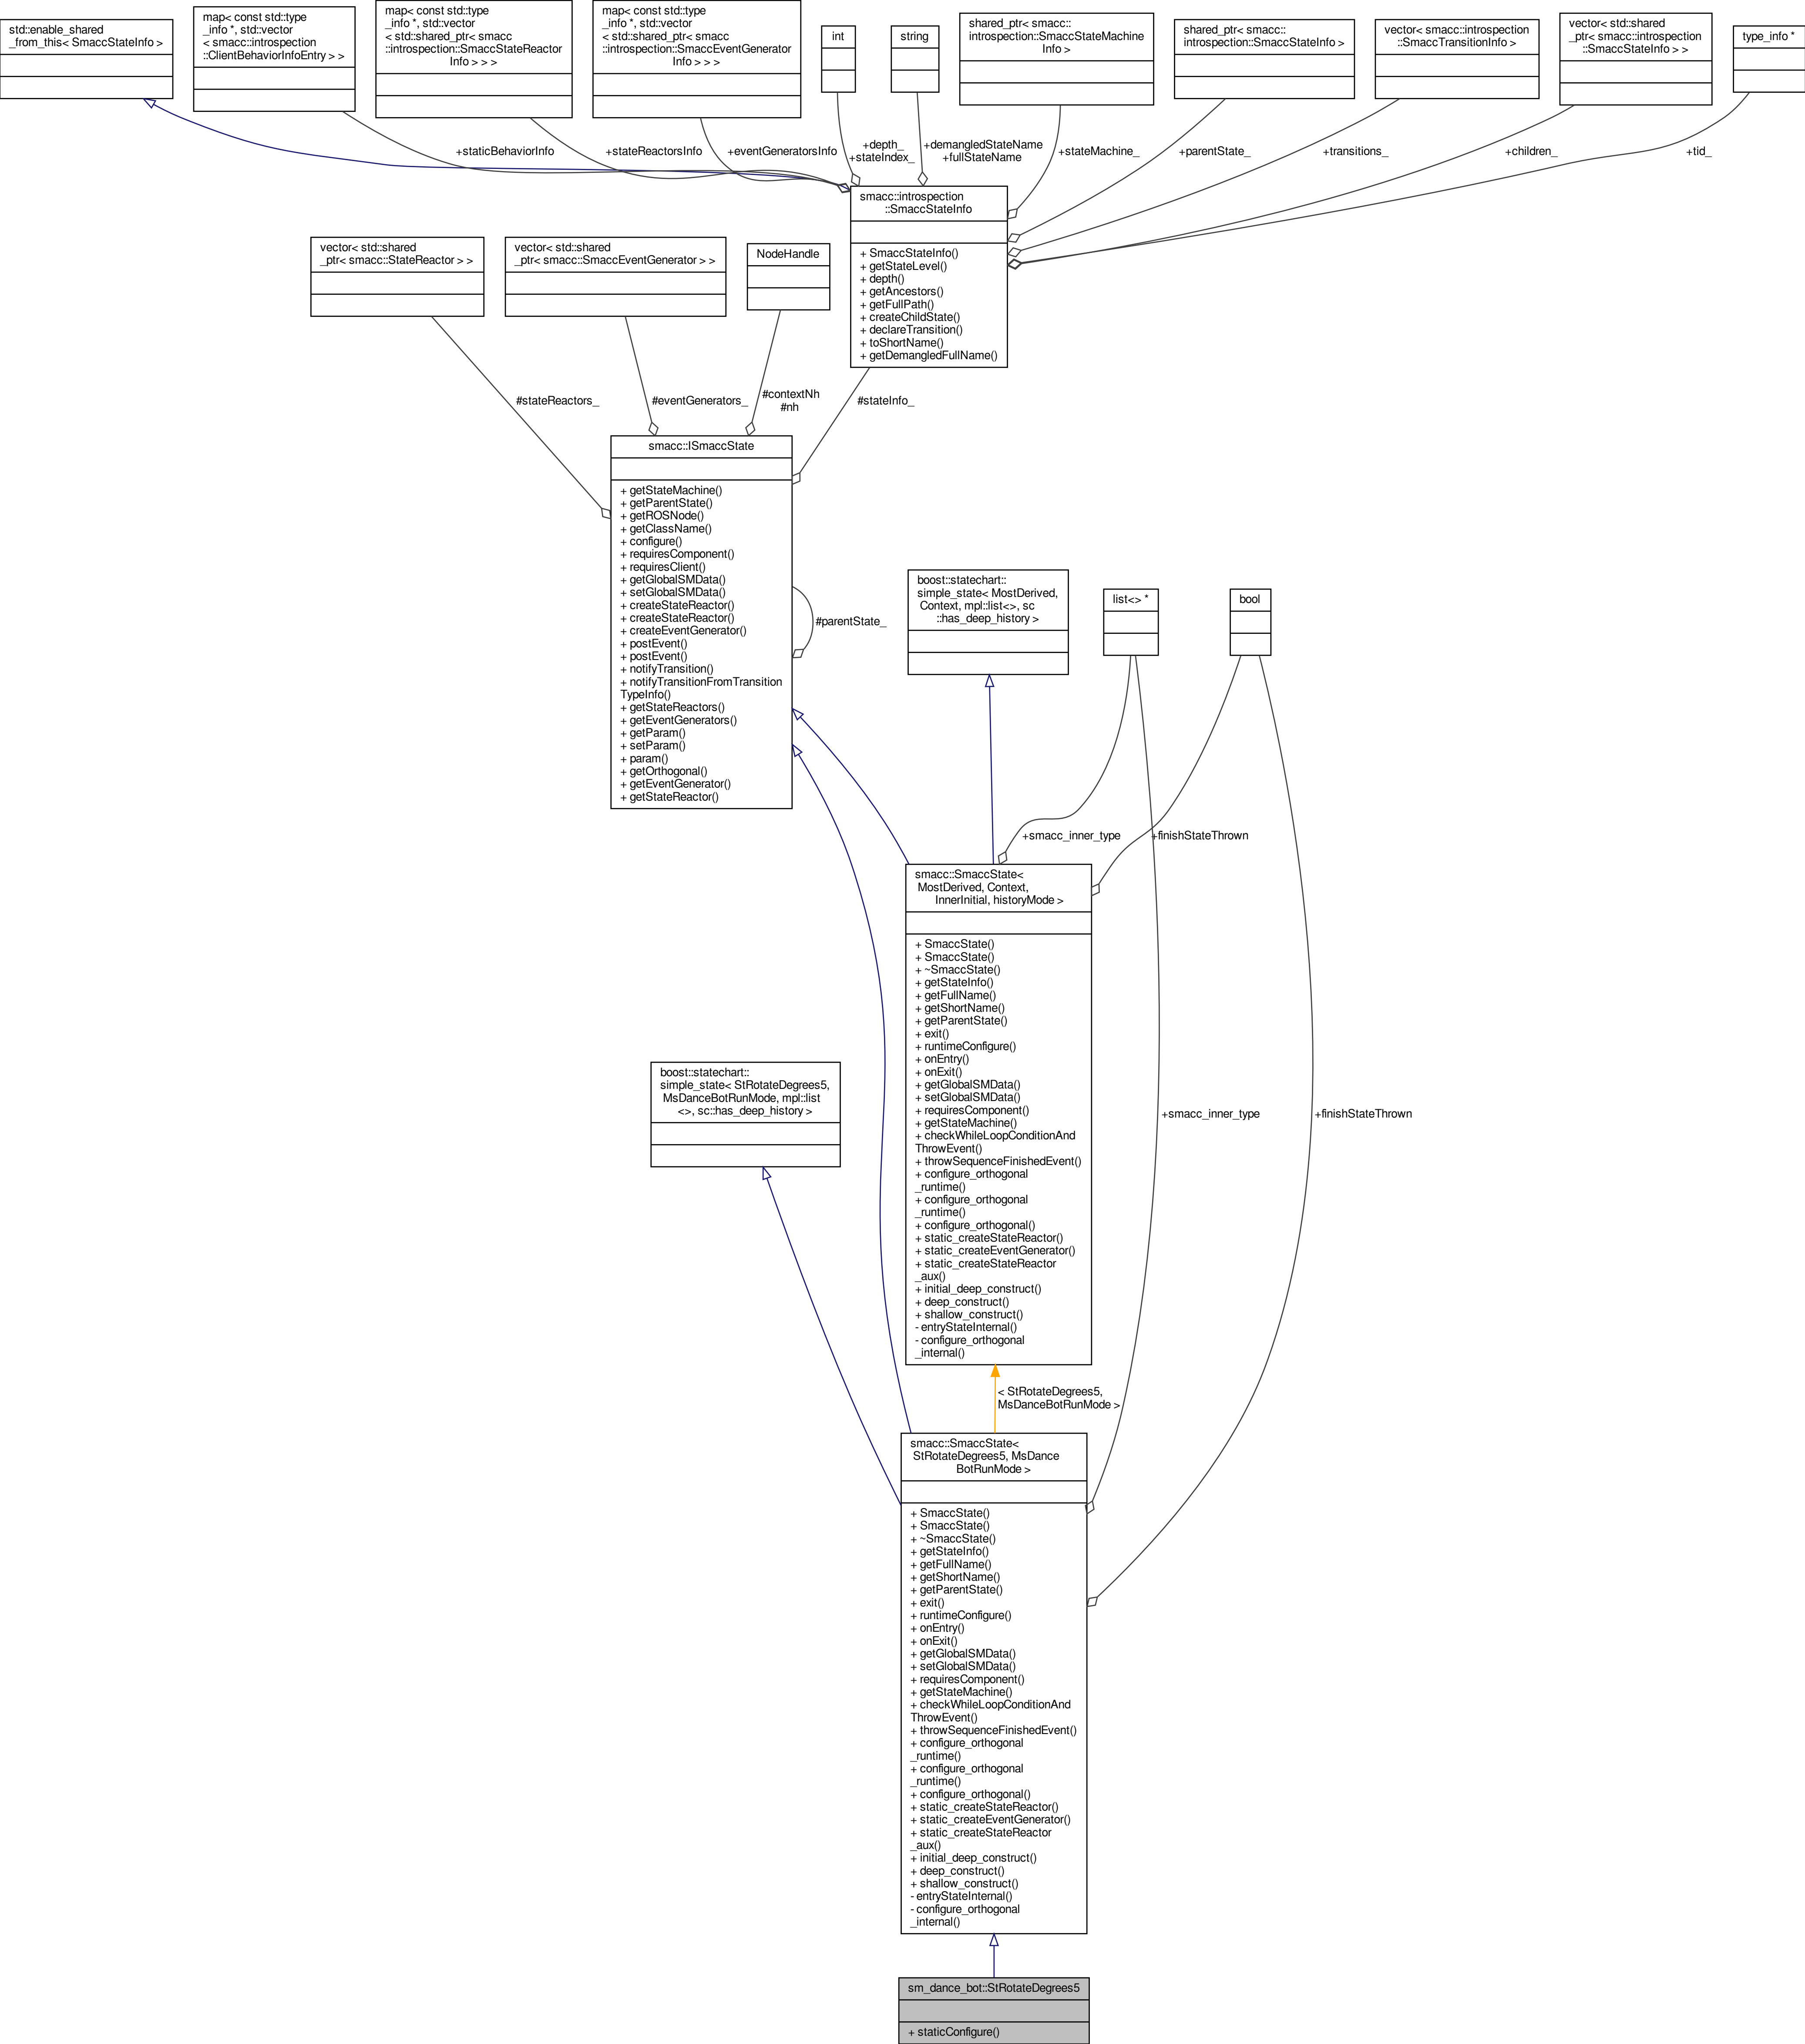 std::enable_shared
_from_this< SmaccStateInfo >
map< const std::type
_info *, std::vector
< smacc::introspection
::ClientBehaviorInfoEntry > >
map< const std::type
_info *, std::vector
< std::shared_ptr< smacc
::introspection::SmaccStateReactor
Info > > >
map< const std::type
_info *, std::vector
< std::shared_ptr< smacc
::introspection::SmaccEventGenerator
Info > > >
int
string
shared_ptr< smacc::
introspection::SmaccStateMachine
Info >
shared_ptr< smacc::
introspection::SmaccStateInfo >
vector< smacc::introspection
::SmaccTransitionInfo >
vector< std::shared
_ptr< smacc::introspection
::SmaccStateInfo > >
type_info *
+staticBehaviorInfo
+stateReactorsInfo
+eventGeneratorsInfo
+depth_
+stateIndex_
+demangledStateName
+fullStateName
+stateMachine_
+parentState_
+transitions_
+children_
+tid_
smacc::introspection
::SmaccStateInfo
+ SmaccStateInfo()
+ getStateLevel()
+ depth()
+ getAncestors()
+ getFullPath()
+ createChildState()
+ declareTransition()
+ toShortName()
+ getDemangledFullName()
vector< std::shared
_ptr< smacc::StateReactor > >
vector< std::shared
_ptr< smacc::SmaccEventGenerator > >
NodeHandle
#stateReactors_
#eventGenerators_
#contextNh
#nh
#stateInfo_
smacc::ISmaccState
+ getStateMachine()
+ getParentState()
+ getROSNode()
+ getClassName()
+ configure()
+ requiresComponent()
+ requiresClient()
+ getGlobalSMData()
+ setGlobalSMData()
+ createStateReactor()
+ createStateReactor()
+ createEventGenerator()
+ postEvent()
+ postEvent()
+ notifyTransition()
+ notifyTransitionFromTransition
TypeInfo()
+ getStateReactors()
+ getEventGenerators()
+ getParam()
+ setParam()
+ param()
+ getOrthogonal()
+ getEventGenerator()
+ getStateReactor()
#parentState_
boost::statechart::
simple_state< MostDerived,
Context, mpl::list<>, sc
::has_deep_history >
list<> *
bool
+smacc_inner_type
+finishStateThrown
smacc::SmaccState<
MostDerived, Context,
InnerInitial, historyMode >
+ SmaccState()
+ SmaccState()
+ ~SmaccState()
+ getStateInfo()
+ getFullName()
+ getShortName()
+ getParentState()
+ exit()
+ runtimeConfigure()
+ onEntry()
+ onExit()
+ getGlobalSMData()
+ setGlobalSMData()
+ requiresComponent()
+ getStateMachine()
+ checkWhileLoopConditionAnd
ThrowEvent()
+ throwSequenceFinishedEvent()
+ configure_orthogonal
_runtime()
+ configure_orthogonal
_runtime()
+ configure_orthogonal()
+ static_createStateReactor()
+ static_createEventGenerator()
+ static_createStateReactor
_aux()
+ initial_deep_construct()
+ deep_construct()
+ shallow_construct()
- entryStateInternal()
- configure_orthogonal
_internal()
boost::statechart::
simple_state< StRotateDegrees5,
MsDanceBotRunMode, mpl::list
<>, sc::has_deep_history >
+smacc_inner_type
+finishStateThrown
< StRotateDegrees5,
MsDanceBotRunMode >
smacc::SmaccState<
StRotateDegrees5, MsDance
BotRunMode >
+ SmaccState()
+ SmaccState()
+ ~SmaccState()
+ getStateInfo()
+ getFullName()
+ getShortName()
+ getParentState()
+ exit()
+ runtimeConfigure()
+ onEntry()
+ onExit()
+ getGlobalSMData()
+ setGlobalSMData()
+ requiresComponent()
+ getStateMachine()
+ checkWhileLoopConditionAnd
ThrowEvent()
+ throwSequenceFinishedEvent()
+ configure_orthogonal
_runtime()
+ configure_orthogonal
_runtime()
+ configure_orthogonal()
+ static_createStateReactor()
+ static_createEventGenerator()
+ static_createStateReactor
_aux()
+ initial_deep_construct()
+ deep_construct()
+ shallow_construct()
- entryStateInternal()
- configure_orthogonal
_internal()
sm_dance_bot::StRotateDegrees5
+ staticConfigure()